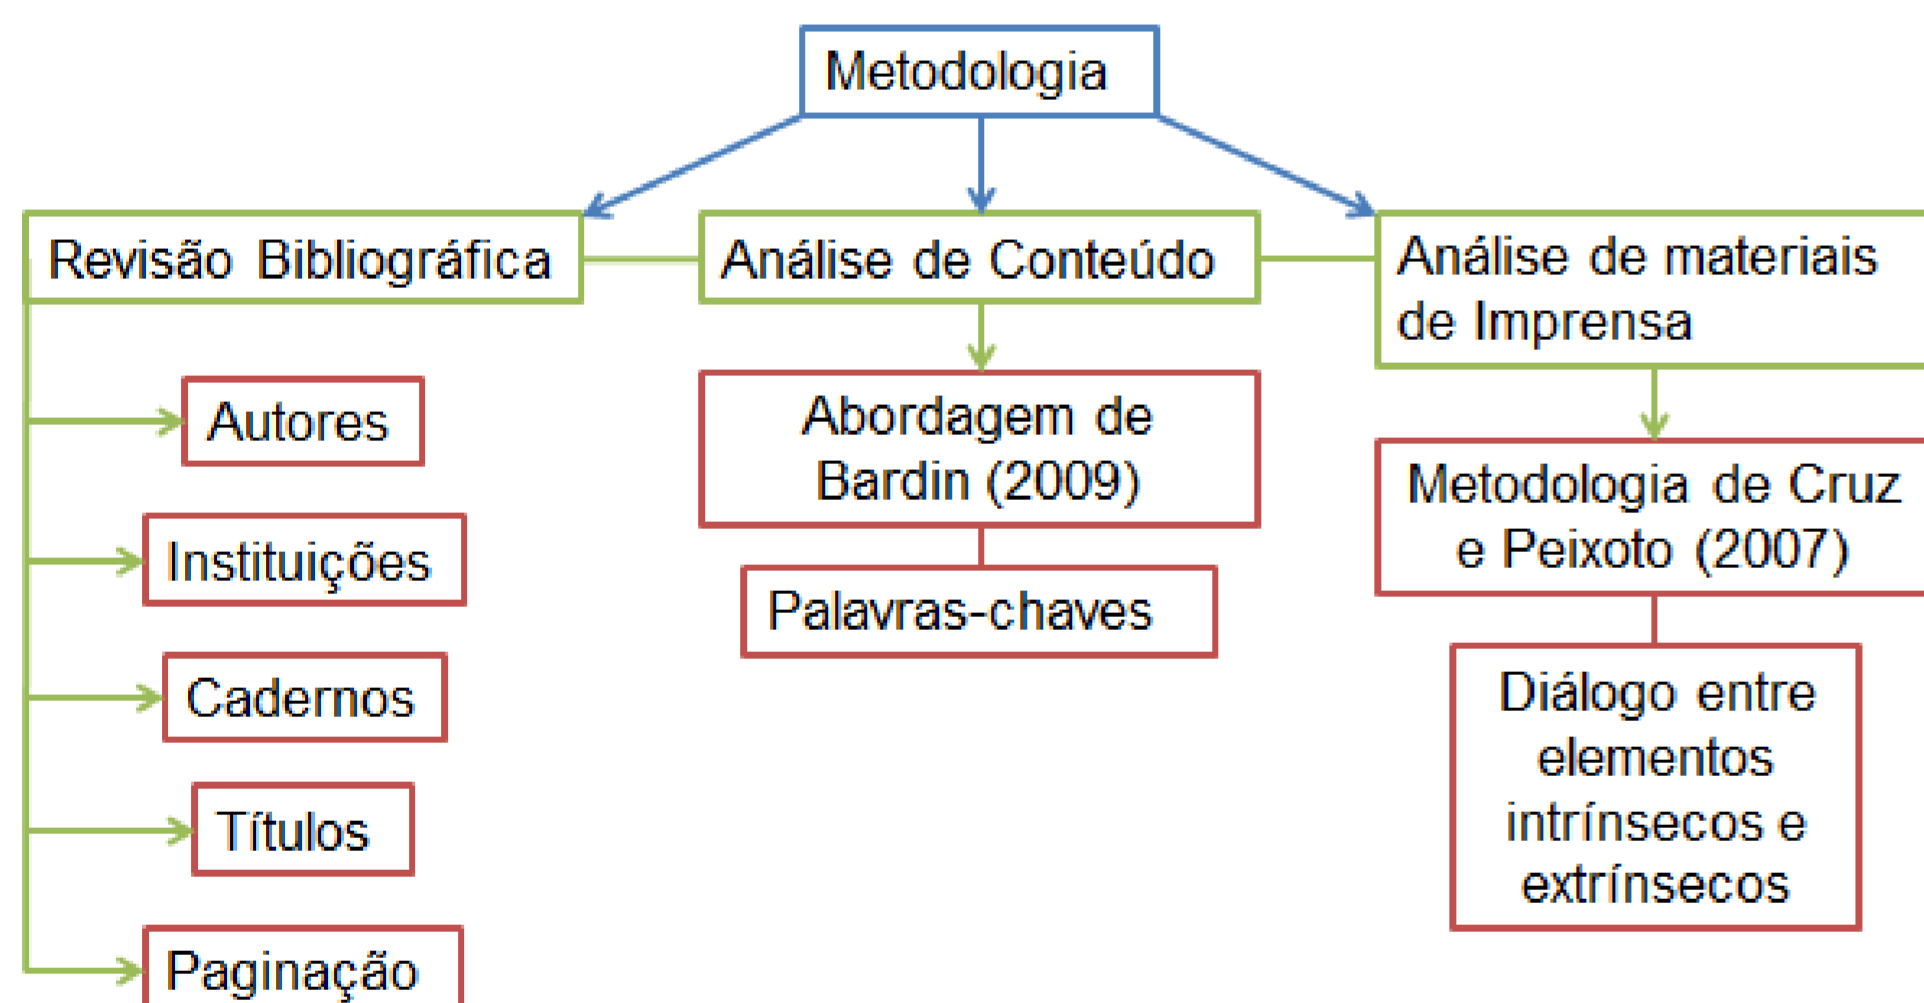 Metodologia
Revisão Bibliográfica
Análise de Conteúdo
Análise de materiais
de Imprensa
Autores
Instituições
Cadernos
Títulos
Paginação
Abordagem de
Bardin (2009)
Palavras-chaves
Metodologia de Cruz
e Peixoto (2007)
Diálogo entre
elementos
intrínsecos e
extrínsecos